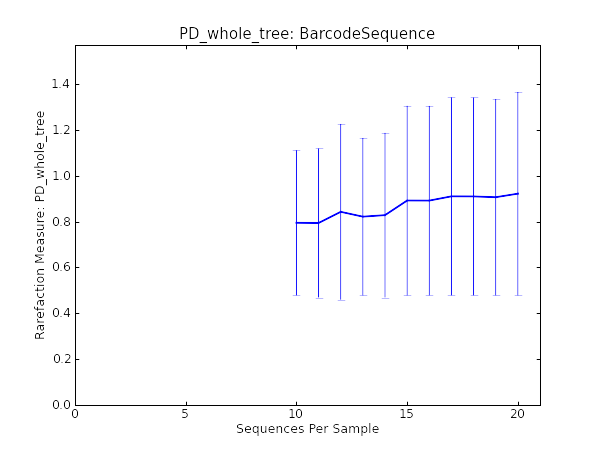 PD_whole_tree: BarcodeSequence
Rarefaction Measure: PD_whole_tree
1.4
1.2
1.0
0.8
0.6
0.4
0.2
0.0
0 5 10 15 20
Sequences Per Sample